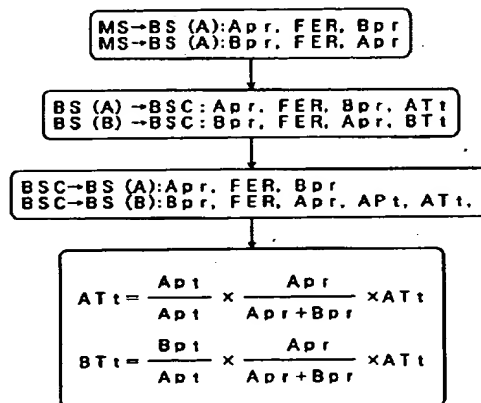 MS→BS (A):Apr, FER, Bpr
MS→BS (A):Bpr, FER, Apr
BS (A) →BSC:Apr, FER, Bpr, ATt
BS (B) →BSC:Bpr, FER, Apr, BTt
BSC→BS (A):Apr, FER, Bpr
BSC→BS (B):Bpr, FER, Apr, APt, ATt,
ATt = Apt/Apt × Apr/Apr+Bpr ×ATt
BTt = Bpt/Apt × Apr/Apr+Bpr ×ATt